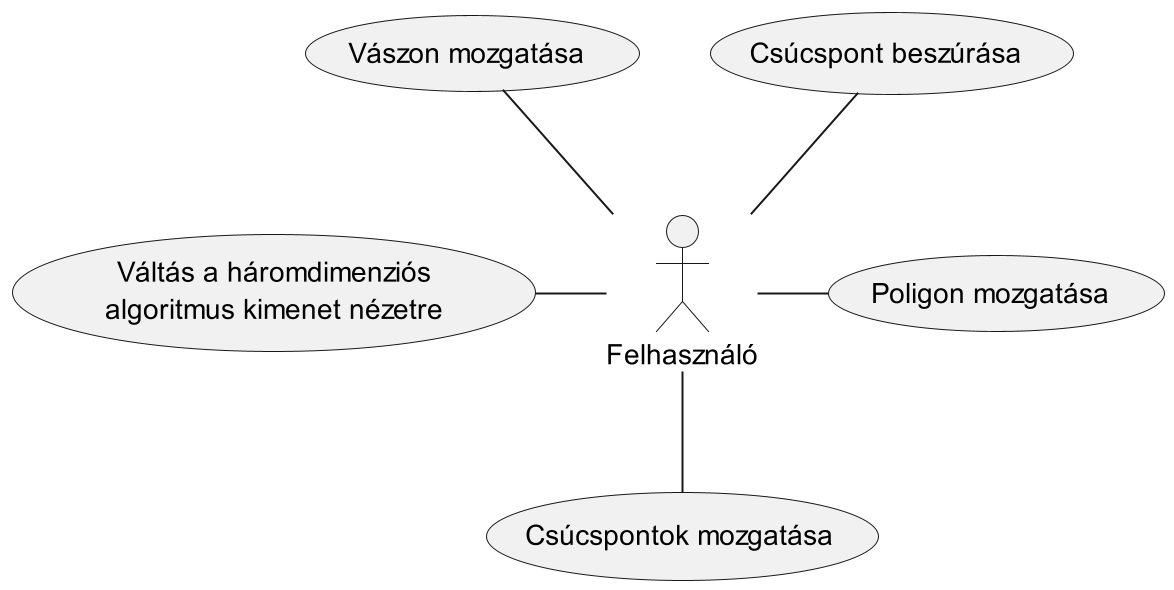 Vászon mozgatása
Csúcspont beszúrása
Váltás a háromdimenziós
algoritmus kimenet nézetre
Poligon mozgatása
Felhasználó
Csúcspontok mozgatása